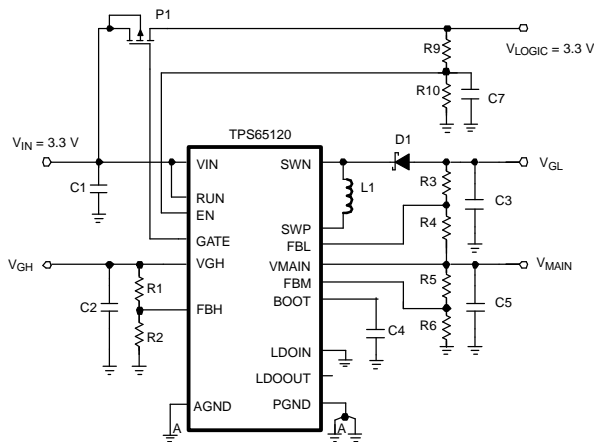 P1
R9
V_LOGIC = 3.3 V
R10
C7
TPS65120
D1
V_IN = 3.3 V
VIN
SWN
V_GL
C1
RUN
L1
R3
C3
EN
SWP
R4
GATE
FBL
V_GH
VGH
VMAIN
V_MAIN
R1
FBM
R5
C2
FBH
BOOT
C5
R2
C4
R6
LDOIN
LDOOUT
AGND
PGND
A
A